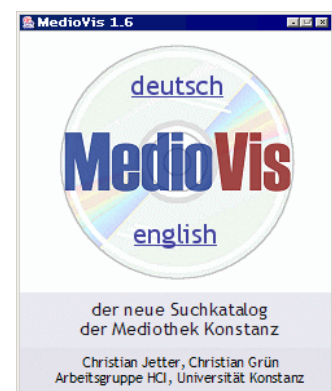 MedioVis 1.6
deutsch
MedioVis
english
der neue Suchkatalog
der Mediothek Konstanz
Christian Jetter, Christian Grün
Arbeitsgruppe HCI, Universität Konstanz